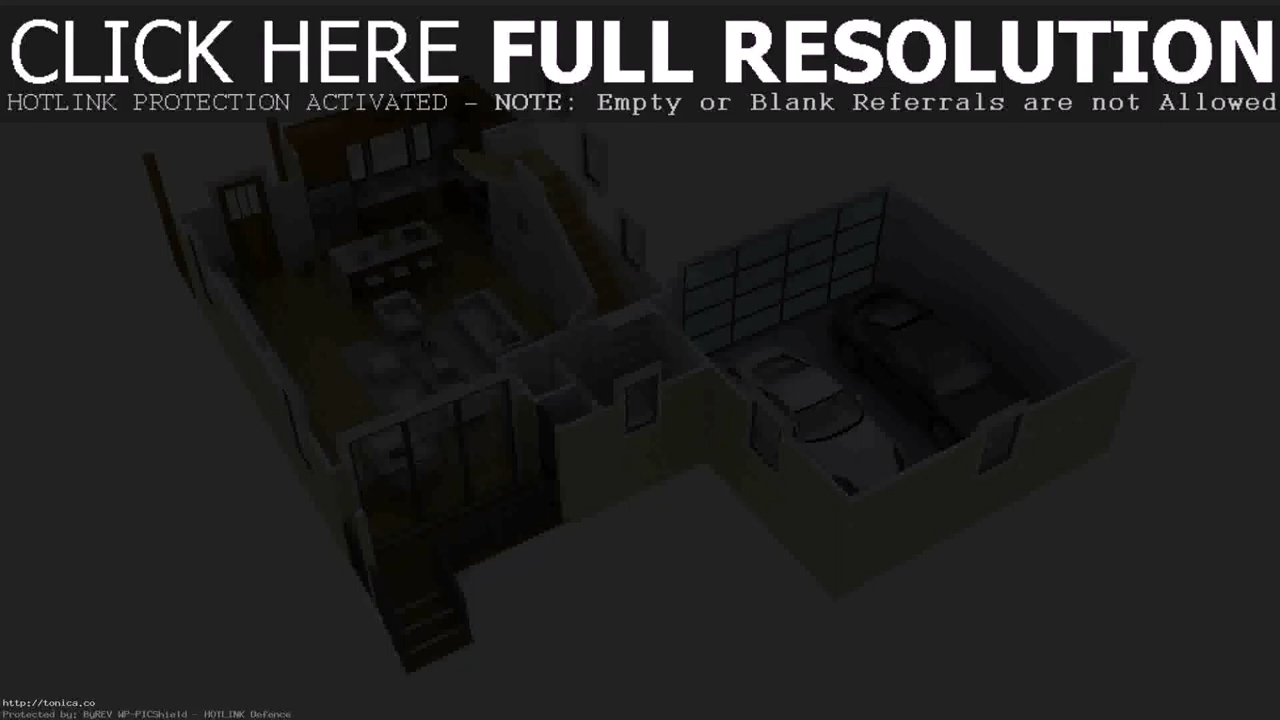 CLICK HERE FULL RESOLUTION
HOTLINK PROTECTION ACTIVATED - NOTE: Empty or Blank Referrals are not Allowed
http://tonica.co
Protected by: ByREV WP-PICShield - HOTLINK Defence